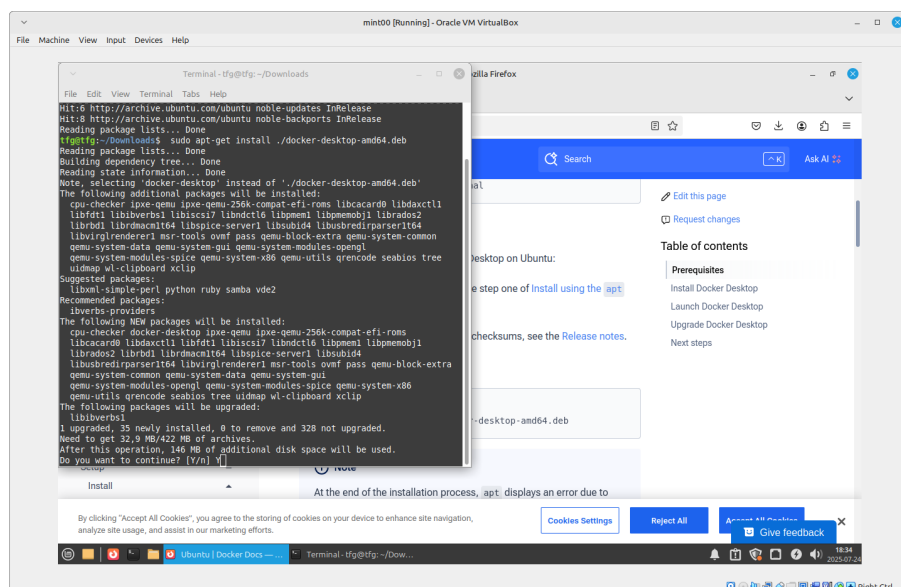 mint00 [Running] - Oracle VM VirtualBox
File Machine View Input Devices Help
Terminal - tfg@tfg: ~/Downloads
File Edit View Terminal Tabs Help
Hit:6 http://archive.ubuntu.com/ubuntu noble-updates InRelease
Hit:8 http://archive.ubuntu.com/ubuntu noble-backports InRelease
Reading package lists... Done
tfg@tfg:~/Downloads$ sudo apt-get install ./docker-desktop-amd64.deb
Reading package lists... Done
Building dependency tree... Done
Reading state information... Done
Note, selecting 'docker-desktop' instead of './docker-desktop-amd64.deb'
The following additional packages will be installed:
cpu-checker ipxe-qemu ipxe-qemu-256k-compat-efi-roms libcacard0 libdaxctl1
libfdt1 libibverbs1 libiscsi7 libndctl6 libpmem1 libpmemobj1 librados2
librbd1 librdmacm1t64 libspice-server1 libsubid4 libusbredirparser1t64
libvirglrenderer1 msr-tools ovmf pass qemu-block-extra qemu-system-common
qemu-system-data qemu-system-gui qemu-system-modules-opengl
qemu-system-modules-spice qemu-system-x86 qemu-utils qrencode seabios tree
uidmap wl-clipboard xclip
Suggested packages:
libxml-simple-perl python ruby samba vde2
Recommended packages:
ibverbs-providers
The following NEW packages will be installed:
cpu-checker docker-desktop ipxe-qemu ipxe-qemu-256k-compat-efi-roms
libcacard0 libdaxctl1 libfdt1 libiscsi7 libndctl6 libpmem1 libpmemobj1
librados2 librbd1 librdmacm1t64 libspice-server1 libsubid4
libusbredirparser1t64 libvirglrenderer1 msr-tools ovmf pass qemu-block-extra
qemu-system-common qemu-system-data qemu-system-gui
qemu-system-modules-opengl qemu-system-modules-spice qemu-system-x86
qemu-utils qrencode seabios tree uidmap wl-clipboard xclip
The following packages will be upgraded:
libibverbs1
1 upgraded, 35 newly installed, 0 to remove and 328 not upgraded.
Need to get 32,9 MB/422 MB of archives.
After this operation, 146 MB of additional disk space will be used.
Do you want to continue? [Y/n] Y
zilla Firefox
Search
^ K
Ask AI
al
Desktop on Ubuntu:
e step one of Install using the apt
checksums, see the Release notes.
-desktop-amd64.deb
Note
At the end of the installation process, apt displays an error due to
Edit this page
Request changes
Table of contents
Prerequisites
Install Docker Desktop
Launch Docker Desktop
Upgrade Docker Desktop
Next steps
Install
By clicking "Accept All Cookies", you agree to the storing of cookies on your device to enhance site navigation,
analyze site usage, and assist in our marketing efforts.
Cookies Settings
Reject All
Accept All Cookies
Give feedback
Ubuntu | Docker Docs — ...
Terminal - tfg@tfg: ~/Dow...
18:34
2025-07-24
Right Ctrl